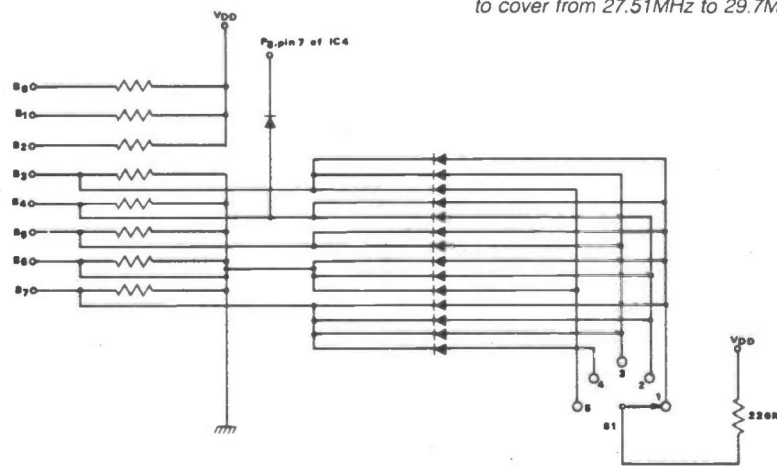 to cover from 27.51MHz to 29.7M
VDD
P8,pin 7 of IC4
B0
B1
B2
B3
B4
B5
B6
B7
VDD
3
4
2
5
1
S1
220R